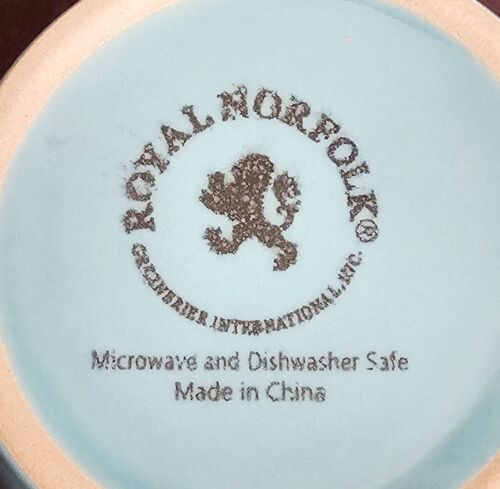 ROYAL NORFOLK®
GREENBRIER INTERNATIONAL, INC.
Microwave and Dishwasher Safe
Made in China